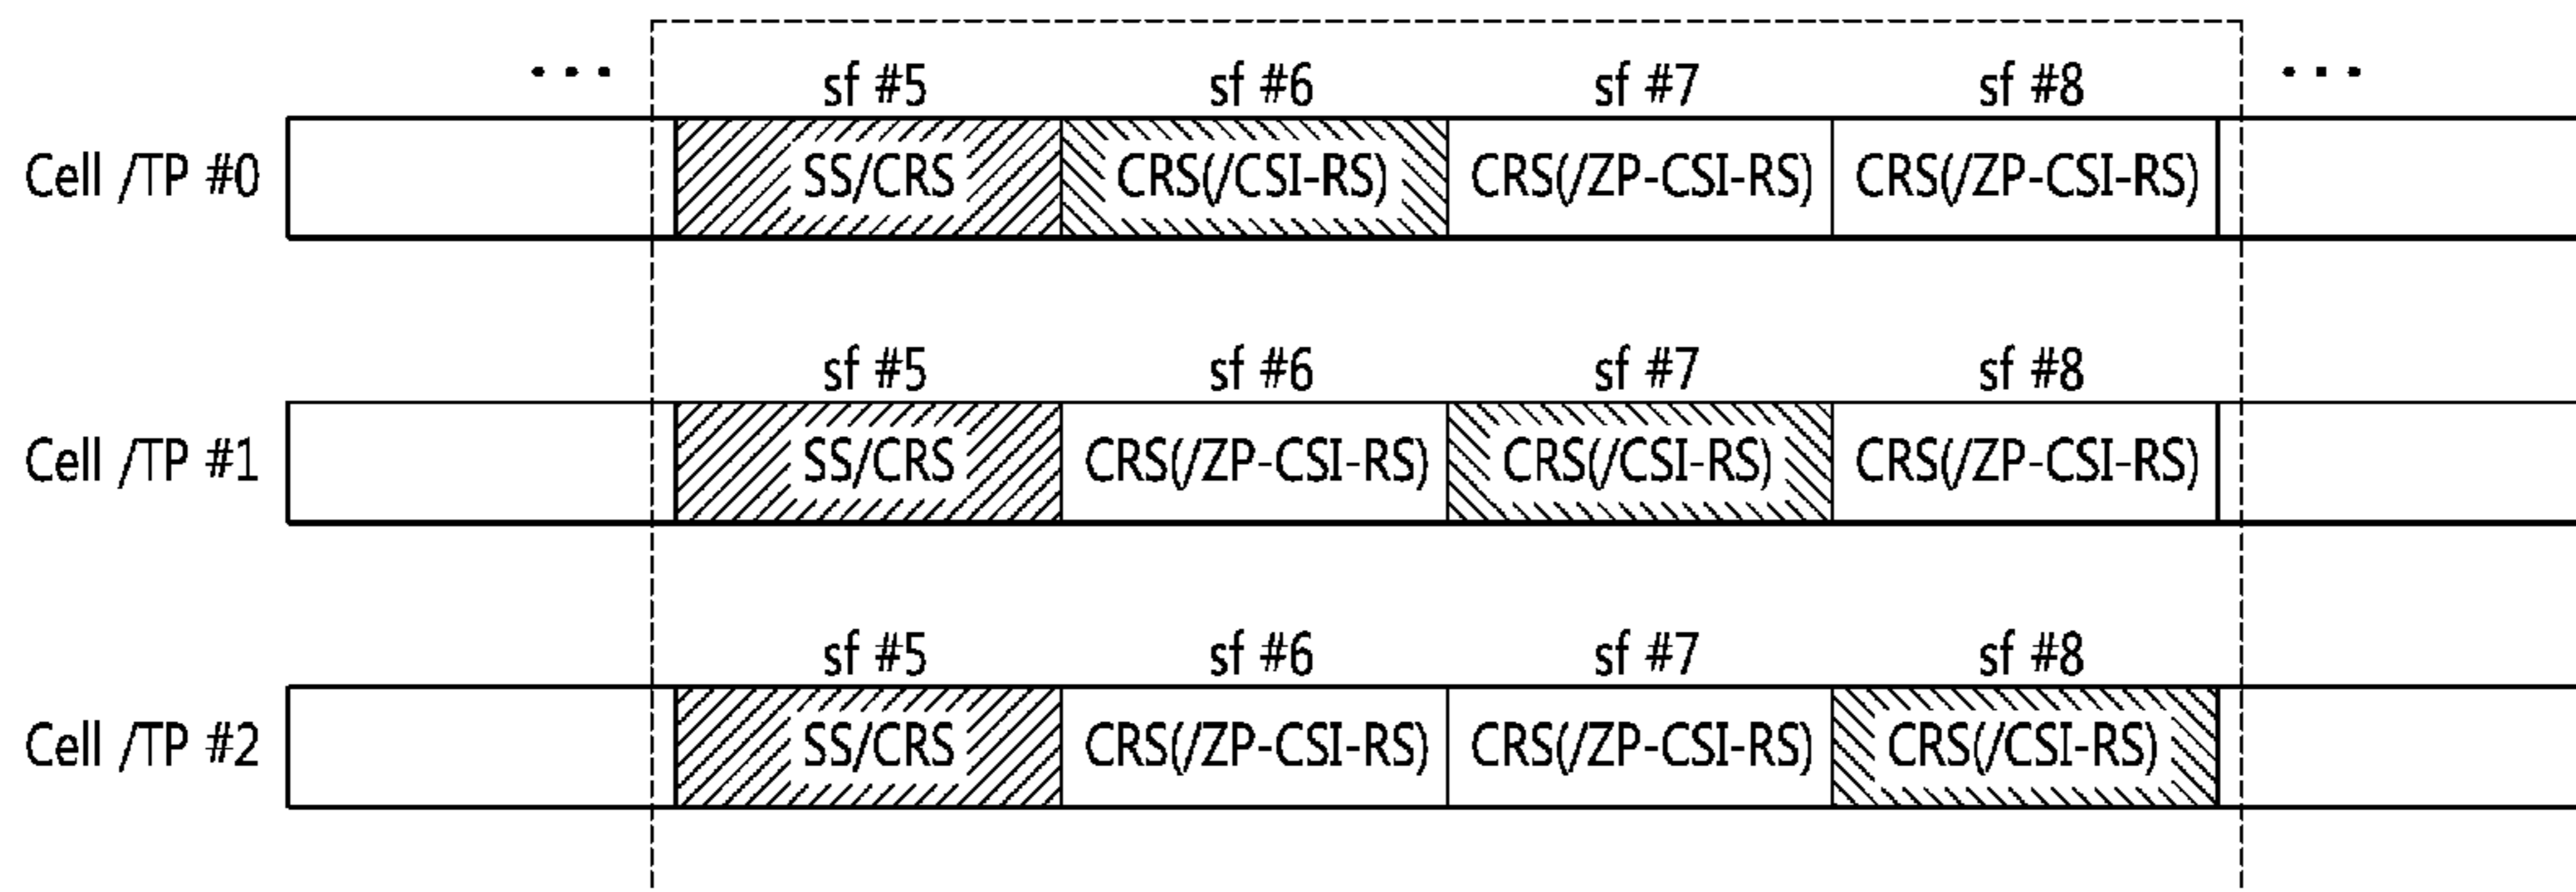 ... sf #5 sf #6 sf #7 sf #8 ...
Cell /TP #0 SS/CRS CRS(/CSI-RS) CRS(/ZP-CSI-RS) CRS(/ZP-CSI-RS)
sf #5 sf #6 sf #7 sf #8
Cell /TP #1 SS/CRS CRS(/ZP-CSI-RS) CRS(/CSI-RS) CRS(/ZP-CSI-RS)
sf #5 sf #6 sf #7 sf #8
Cell /TP #2 SS/CRS CRS(/ZP-CSI-RS) CRS(/ZP-CSI-RS) CRS(/CSI-RS)